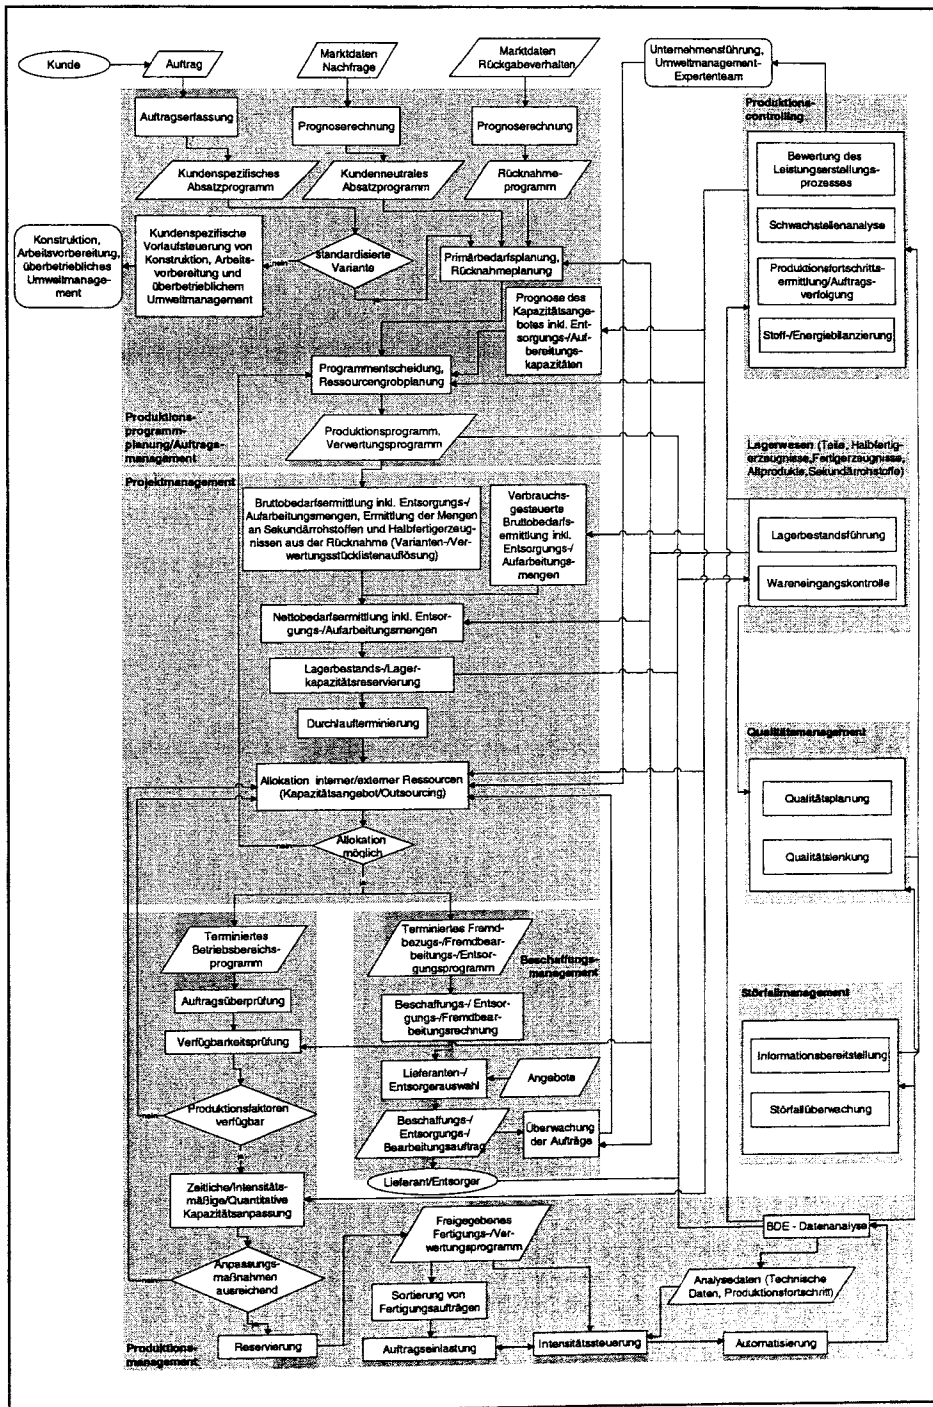 Kunde
Auftrag
Marktdaten
Nachfrage
Marktdaten
Rückgabeverhalten
Unternehmensführung,
Umweltmanagement-
Expertenteam
Auftragserfassung
Prognoserechnung
Prognoserechnung
Kundenspezifisches
Absatzprogramm
Kundenneutrales
Absatzprogramm
Rücknahme-
programm
Konstruktion,
Arbeitsvorbereitung,
überbetriebliches
Umweltmanage-
ment
Kundenspezifische
Vorlaufsteuerung von
Konstruktion, Arbeits-
vorbereitung und
überbetrieblichem
Umweltmanagement
nein
standardisierte
Variante
Primärbedarfsplanung,
Rücknahmeplanung
Prognose des
Kapazitätsange-
botes inkl. Ent-
sorgungs-/Auf-
bereitungs-
kapazitäten
Programmentscheidung,
Ressourcengrobplanung
Produktions-
programm-
planung/Auftrags-
management
Produktionsprogramm,
Verwertungsprogramm
Produktions-
controlling
Bewertung des
Leistungserstellungs-
prozesses
Schwachstellenanalyse
Produktionsfortschritts-
ermittlung/Auftrags-
verfolgung
Stoff-/Energiebilanzierung
Projektmanagement
Bruttobedarfsermittlung inkl. Entsorgungs-/
Aufarbeitungsmengen, Ermittlung der Mengen
an Sekundärrohstoffen und Halbfertigerzeug-
nissen aus der Rücknahme (Varianten-/Ver-
wertungsstücklistenauflösung)
Verbrauchs-
gesteuerte
Bruttobedarfs-
ermittlung inkl.
Entsorgungs-/
Aufarbeitungs-
mengen
Nettobedarfsermittlung inkl. Entsor-
gungs-/Aufarbeitungsmengen
Lagerbestands-/Lager-
kapazitätsreservierung
Durchlaufterminierung
Allokation interner/externer Ressourcen
(Kapazitätsangebot/Outsourcing)
nein
Allokation
möglich
Lagerwesen (Teile, Halbfertig-
erzeugnisse,Fertigerzeugnisse,
Altprodukte,Sekundärrohstoffe)
Lagerbestandsführung
Wareneingangskontrolle
Qualitätsmanagement
Qualitätsplanung
Qualitätslenkung
Terminiertes
Betriebsbereichs-
programm
Auftragsüberprüfung
Verfügbarkeitsprüfung
nein
Produktionsfaktoren
verfügbar
Zeitliche/Intensitäts-
mäßige/Quantitative
Kapazitätsanpassung
nein
Anpassungs-
maßnahmen
ausreichend
Reservierung
Produktions-
management
Terminiertes Fremd-
bezugs-/Fremdbear-
beitungs-/Entsor-
gungsprogramm
Beschaffungs-
management
Beschaffungs-/ Entsor-
gungs-/Fremdbear-
beitungsrechnung
Lieferanten-/
Entsorgerauswahl
Angebote
Beschaffungs-/
Entsorgungs-/
Bearbeitungsauftrag
Überwachung
der Aufträge
Lieferant/Entsorger
Störfallmanagement
Informationsbereitstellung
Störfallüberwachung
Freigegebenes
Fertigungs-/Ver-
wertungsprogramm
BDE - Datenanalyse
Analysedaten (Technische
Daten, Produktionsfortschritt)
Sortierung von
Fertigungsaufträgen
Auftragseinlastung
Intensitätssteuerung
Automatisierung